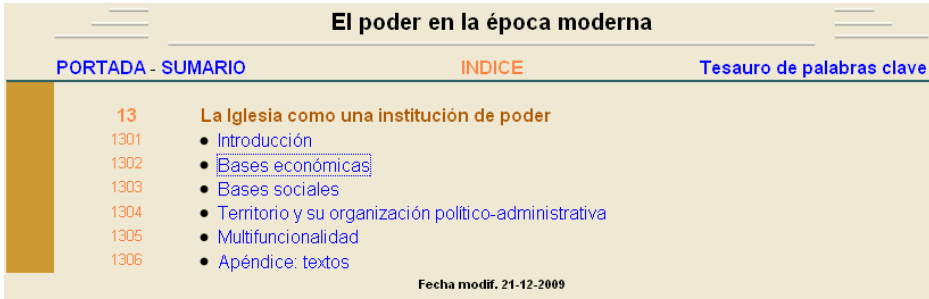 El poder en la época moderna
PORTADA - SUMARIO INDICE Tesauro de palabras clave
13 La Iglesia como una institución de poder
1301 • Introducción
1302 • Bases económicas
1303 • Bases sociales
1304 • Territorio y su organización político-administrativa
1305 • Multifuncionalidad
1306 • Apéndice: textos
Fecha modif. 21-12-2009